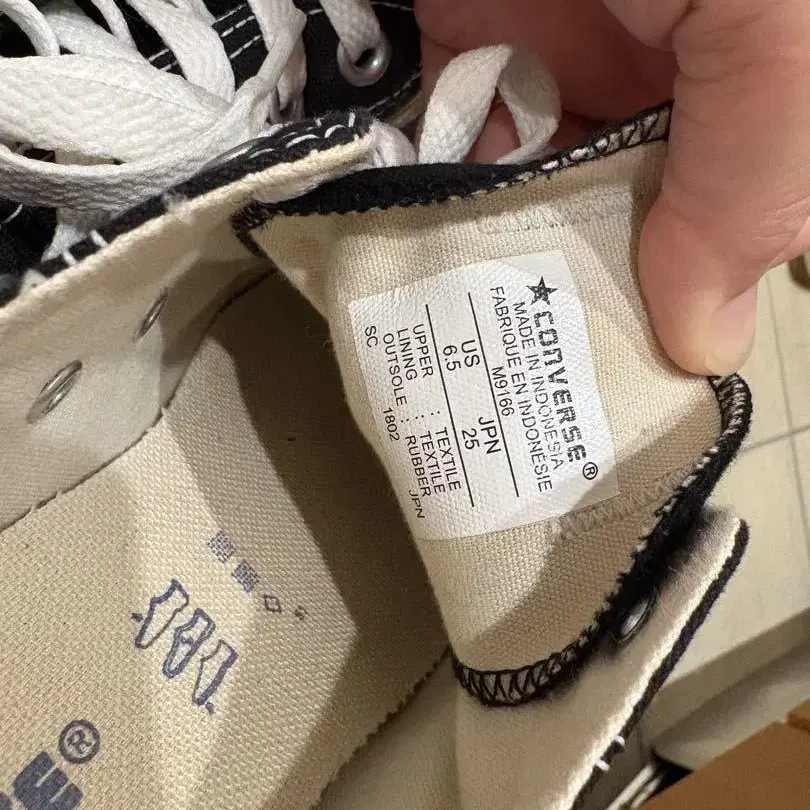 ★CONVERSE®
MADE IN INDONESIA
FABRIQUE EN INDONÉSIE
M9166
US JPN
6.5 25
UPPER : TEXTILE
LINING : TEXTILE
OUTSOLE : RUBBER
SC 1802 JPN
®